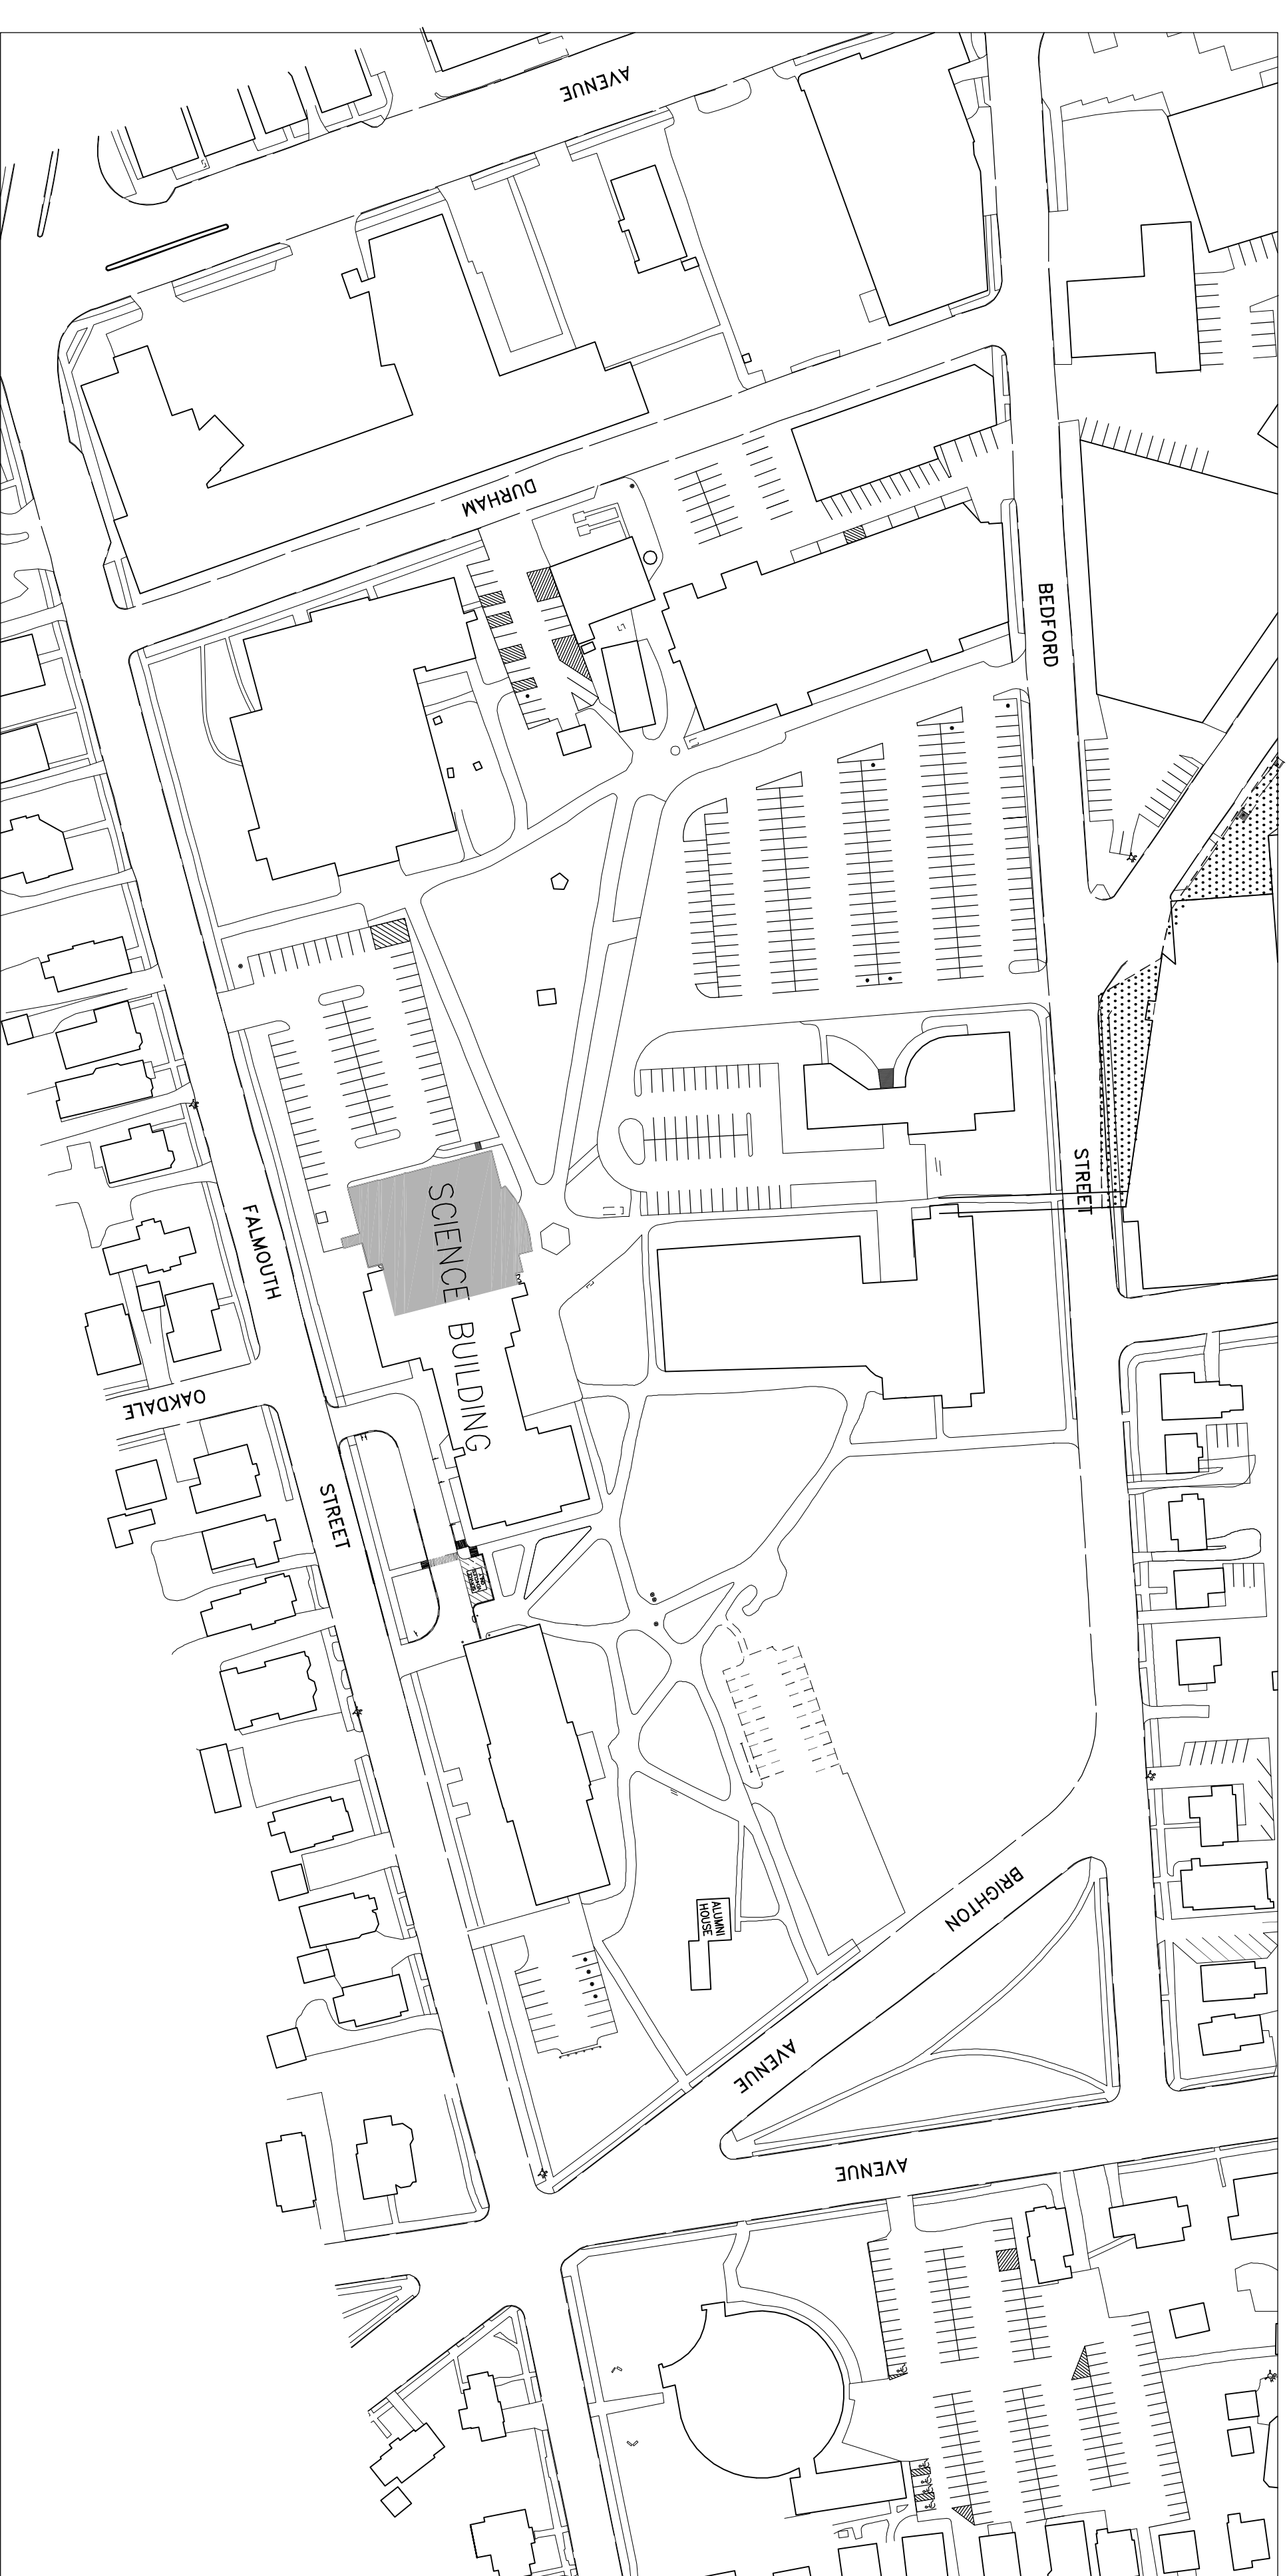 AVENUE
DURHAM
BEDFORD
STREET
SCIENCE BUILDING
FALMOUTH
OAKDALE
STREET
BRIGHTON
ALUMNI
HOUSE
AVENUE
AVENUE